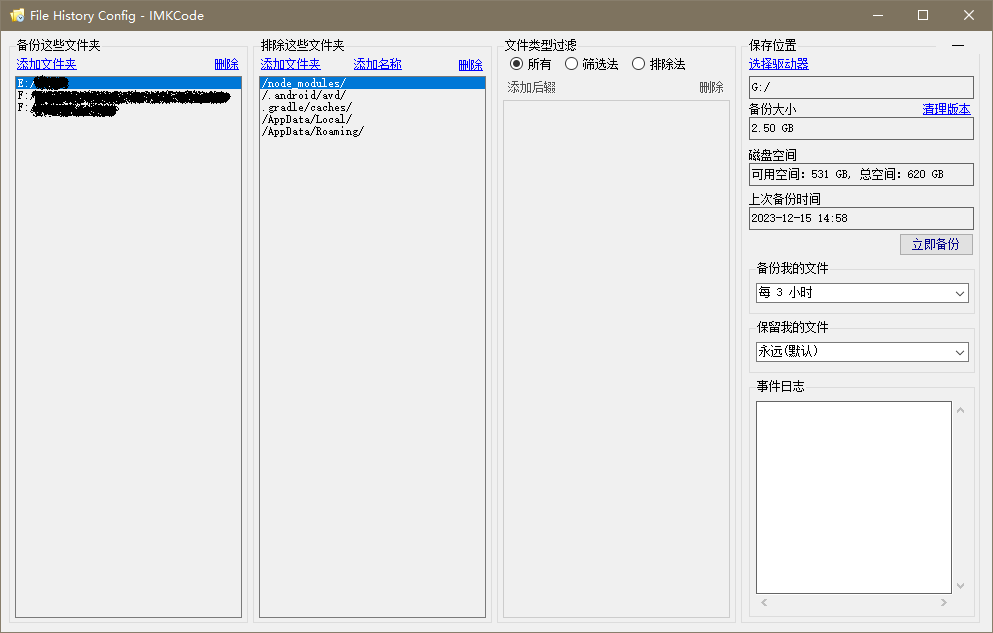 File History Config - IMKCode
备份这些文件夹
添加文件夹 删除
E:/
F:
F:
排除这些文件夹
添加文件夹 添加名称 删除
/node_modules/
/.android/avd/
.gradle/caches/
/AppData/Local/
/AppData/Roaming/
文件类型过滤
所有 筛选法 排除法
添加后辍 删除
保存位置
选择驱动器
G:/
备份大小 清理版本
2.50 GB
磁盘空间
可用空间: 531 GB, 总空间: 620 GB
上次备份时间
2023-12-15 14:58
立即备份
备份我的文件
每 3 小时
保留我的文件
永远(默认)
事件日志